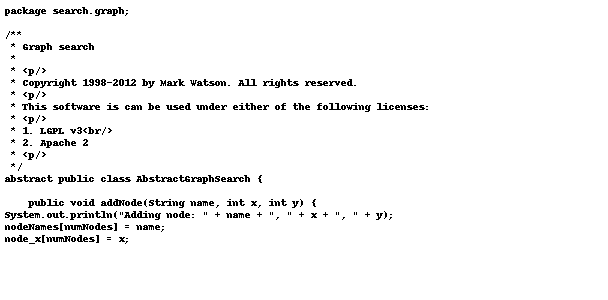 package search.graph;
/**
 * Graph search
 *
 * <p/>
 * Copyright 1998-2012 by Mark Watson. All rights reserved.
 * <p/>
 * This software is can be used under either of the following licenses:
 * <p/>
 * 1. LGPL v3<br/>
 * 2. Apache 2
 * <p/>
 */
abstract public class AbstractGraphSearch {
    public void addNode(String name, int x, int y) {
System.out.println("Adding node: " + name + ", " + x + ", " + y);
nodeNames[numNodes] = name;
node_x[numNodes] = x;